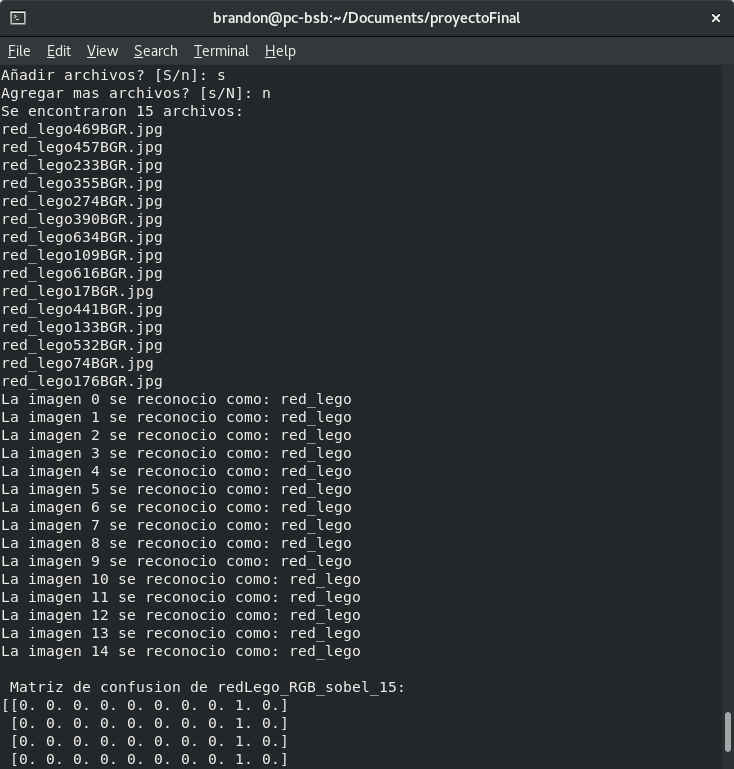 brandon@pc-bsb:~/Documents/proyectoFinal
File Edit View Search Terminal Help
Añadir archivos? [S/n]: s
Agregar mas archivos? [s/N]: n
Se encontraron 15 archivos:
red_lego469BGR.jpg
red_lego457BGR.jpg
red_lego233BGR.jpg
red_lego355BGR.jpg
red_lego274BGR.jpg
red_lego390BGR.jpg
red_lego634BGR.jpg
red_lego109BGR.jpg
red_lego616BGR.jpg
red_lego17BGR.jpg
red_lego441BGR.jpg
red_lego133BGR.jpg
red_lego532BGR.jpg
red_lego74BGR.jpg
red_lego176BGR.jpg
La imagen 0 se reconocio como: red_lego
La imagen 1 se reconocio como: red_lego
La imagen 2 se reconocio como: red_lego
La imagen 3 se reconocio como: red_lego
La imagen 4 se reconocio como: red_lego
La imagen 5 se reconocio como: red_lego
La imagen 6 se reconocio como: red_lego
La imagen 7 se reconocio como: red_lego
La imagen 8 se reconocio como: red_lego
La imagen 9 se reconocio como: red_lego
La imagen 10 se reconocio como: red_lego
La imagen 11 se reconocio como: red_lego
La imagen 12 se reconocio como: red_lego
La imagen 13 se reconocio como: red_lego
La imagen 14 se reconocio como: red_lego
Matriz de confusion de redLego_RGB_sobel_15:
[[0. 0. 0. 0. 0. 0. 0. 0. 1. 0.]
[0. 0. 0. 0. 0. 0. 0. 0. 1. 0.]
[0. 0. 0. 0. 0. 0. 0. 0. 1. 0.]
[0. 0. 0. 0. 0. 0. 0. 0. 1. 0.]